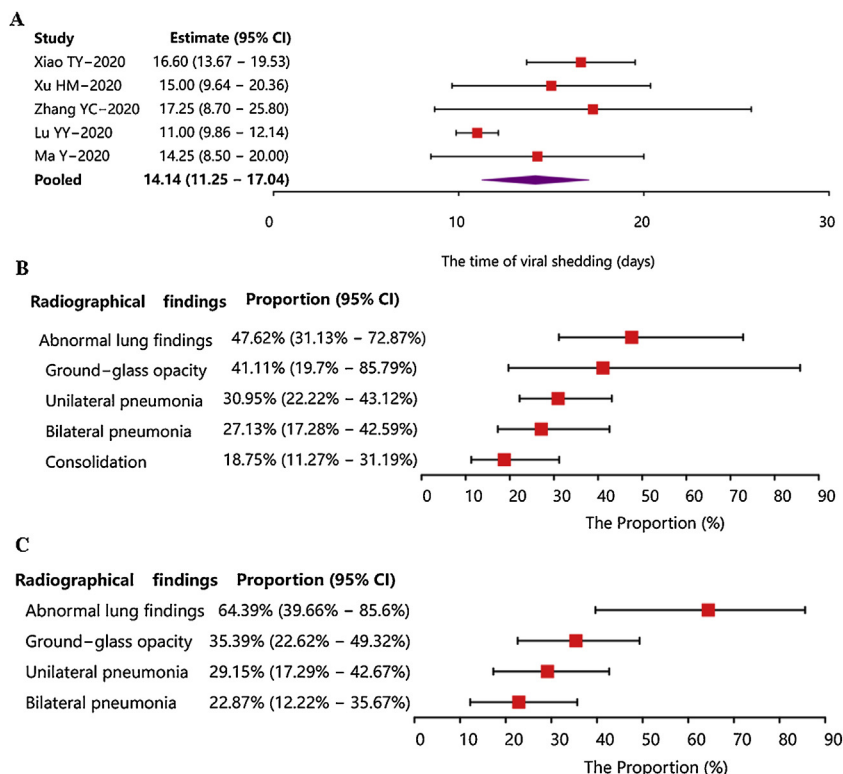 A
Study Estimate (95% CI)
Xiao TY-2020 16.60 (13.67 - 19.53)
Xu HM-2020 15.00 (9.64 - 20.36)
Zhang YC-2020 17.25 (8.70 - 25.80)
Lu YY-2020 11.00 (9.86 - 12.14)
Ma Y-2020 14.25 (8.50 - 20.00)
Pooled 14.14 (11.25 - 17.04)
0 10 20 30
The time of viral shedding (days)
B
Radiographical findings Proportion (95% CI)
Abnormal lung findings 47.62% (31.13% - 72.87%)
Ground-glass opacity 41.11% (19.7% - 85.79%)
Unilateral pneumonia 30.95% (22.22% - 43.12%)
Bilateral pneumonia 27.13% (17.28% - 42.59%)
Consolidation 18.75% (11.27% - 31.19%)
0 10 20 30 40 50 60 70 80 90
The Proportion (%)
C
Radiographical findings Proportion (95% CI)
Abnormal lung findings 64.39% (39.66% - 85.6%)
Ground-glass opacity 35.39% (22.62% - 49.32%)
Unilateral pneumonia 29.15% (17.29% - 42.67%)
Bilateral pneumonia 22.87% (12.22% - 35.67%)
0 10 20 30 40 50 60 70 80 90
The Proportion (%)